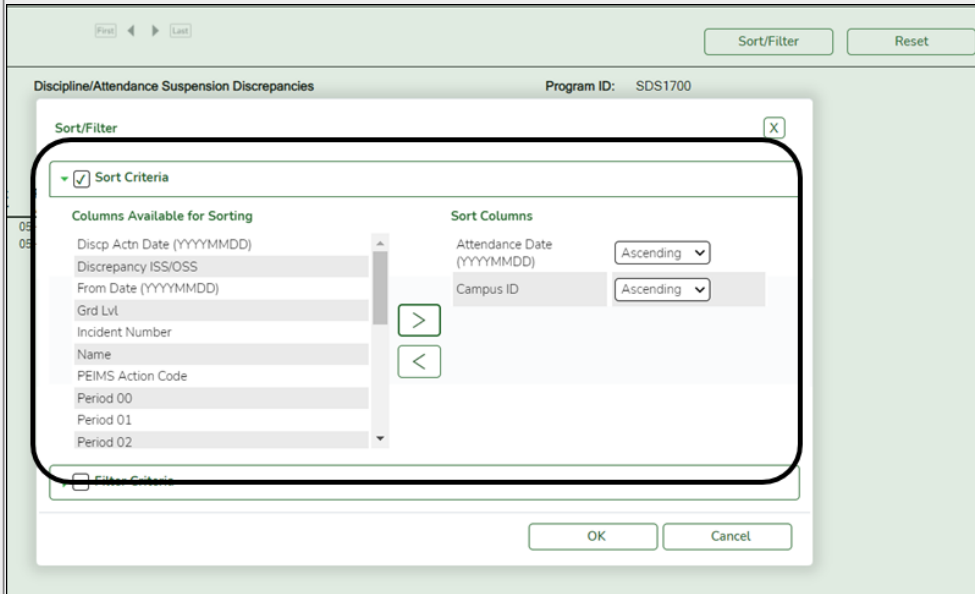 First Last
Sort/Filter Reset
Discipline/Attendance Suspension Discrepancies Program ID: SDS1700
Sort/Filter X
Sort Criteria
Columns Available for Sorting Sort Columns
Discp Actn Date (YYYYMMDD)
Discrepancy ISS/OSS
From Date (YYYYMMDD)
Grd Lvl
Incident Number
Name
PEIMS Action Code
Period 00
Period 01
Period 02
Attendance Date
(YYYYMMDD)
Ascending
Campus ID Ascending
>
<
Filter Criteria
OK Cancel